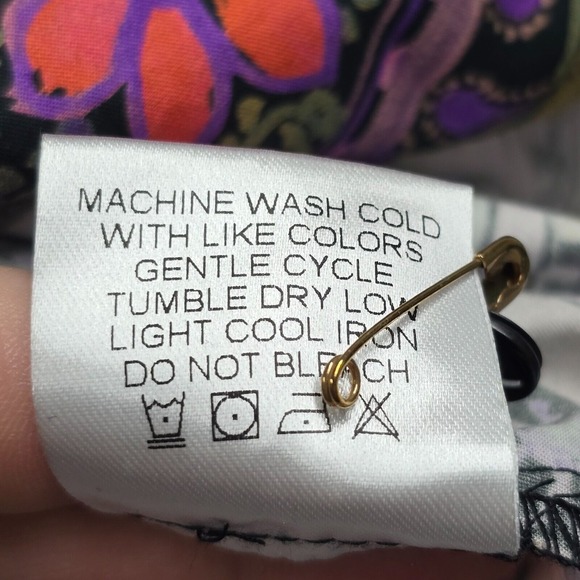 MACHINE WASH COLD
WITH LIKE COLORS
GENTLE CYCLE
TUMBLE DRY LOW
LIGHT COOL IRON
DO NOT BLEACH